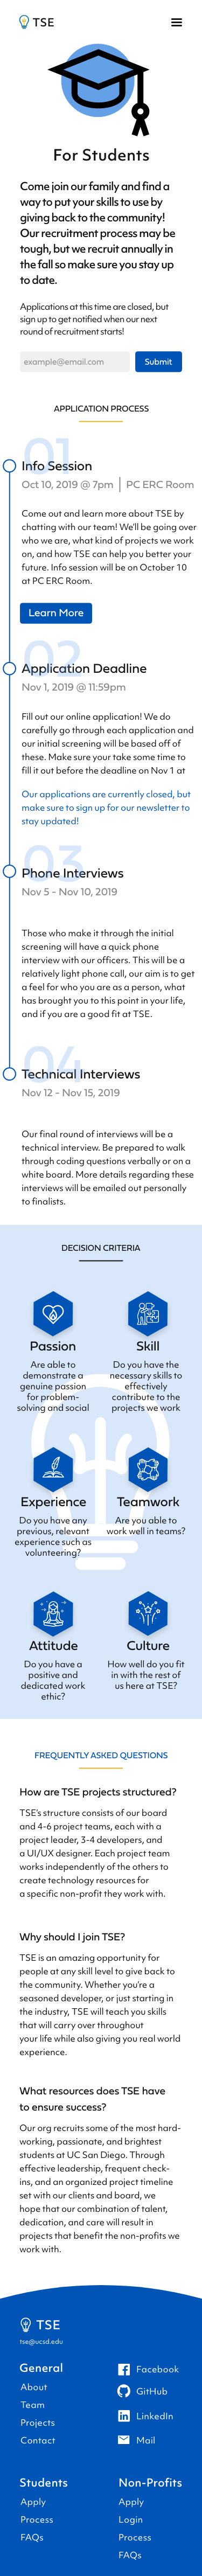 TSE
For Students
Come join our family and find a
way to put your skills to use by
giving back to the community!
Our recruitment process may be
tough, but we recruit annually in
the fall so make sure you stay up
to date.
Applications at this time are closed, but
sign up to get notified when our next
round of recruitment starts!
example@email.com
Submit
APPLICATION PROCESS
01
Info Session
Oct 10, 2019 @ 7pm | PC ERC Room
Come out and learn more about TSE by
chatting with our team! We'll be going over
who we are, what kind of projects we work
on, and how TSE can help you better your
future. Info session will be on October 10
at PC ERC Room.
Learn More
02
Application Deadline
Nov 1, 2019 @ 11:59pm
Fill out our online application! We do
carefully go through each application and
our initial screening will be based off of
these. Make sure your take some time to
fill it out before the deadline on Nov 1 at
Our applications are currently closed, but
make sure to sign up for our newsletter to
stay updated!
03
Phone Interviews
Nov 5 - Nov 10, 2019
Those who make it through the initial
screening will have a quick phone
interview with our officers. This will be a
relatively light phone call, our aim is to get
a feel for who you are as a person, what
has brought you to this point in your life,
and if you are a good fit at TSE.
04
Technical Interviews
Nov 12 - Nov 15, 2019
Our final round of interviews will be a
technical interview. Be prepared to walk
through coding questions verbally or on a
white board. More details regarding these
interviews will be emailed out personally
to finalists.
DECISION CRITERIA
Passion
Are able to
demonstrate a
genuine passion
for problem-
solving and social
Skill
Do you have the
necessary skills to
effectively
contribute to the
projects we work
Experience
Do you have any
previous, relevant
experience such as
volunteering?
Teamwork
Are you able to
work well in teams?
Attitude
Do you have a
positive and
dedicated work
ethic?
Culture
How well do you fit
in with the rest of
us here at TSE?
FREQUENTLY ASKED QUESTIONS
How are TSE projects structured?
TSE's structure consists of our board
and 4-6 project teams, each with a
project leader, 3-4 developers, and
a UI/UX designer. Each project team
works independently of the others to
create technology resources for
a specific non-profit they work with.
Why should I join TSE?
TSE is an amazing opportunity for
people at any skill level to give back to
the community. Whether you're a
seasoned developer, or just starting in
the industry, TSE will teach you skills
that will carry over throughout
your life while also giving you real world
experience.
What resources does TSE have
to ensure success?
Our org recruits some of the most hard-
working, passionate, and brightest
students at UC San Diego. Through
effective leadership, frequent check-
ins, and an organized project timeline
set with our clients and board, we
hope that our combination of talent,
dedication, and care will result in
projects that benefit the non-profits we
work with.
TSE
tse@ucsd.edu
General
About
Team
Projects
Contact
Facebook
GitHub
LinkedIn
Mail
Students
Apply
Process
FAQs
Non-Profits
Apply
Login
Process
FAQs